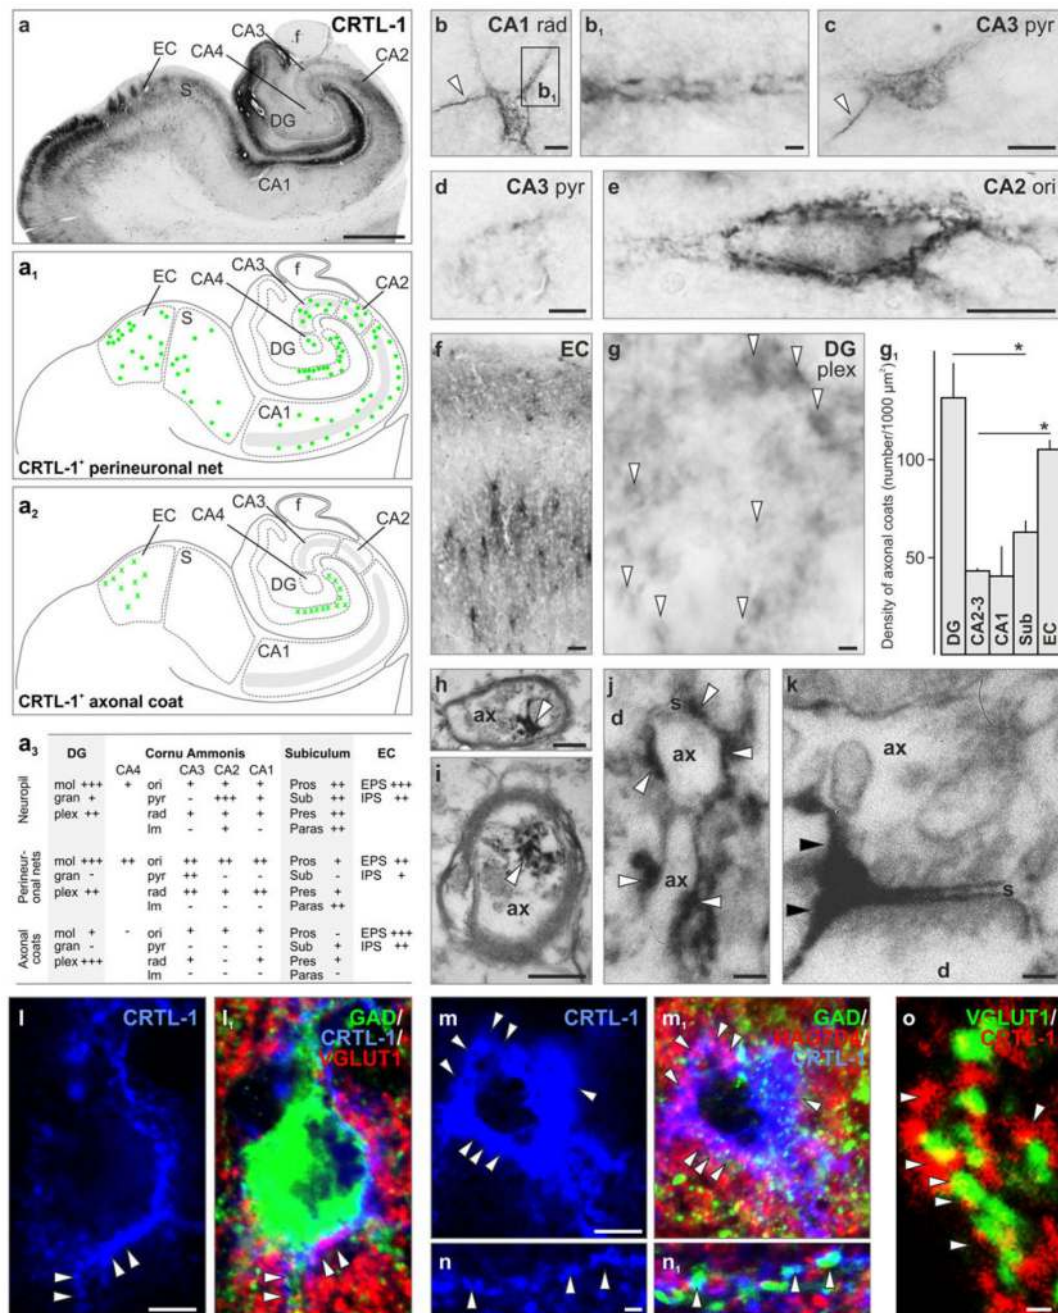 a CRTL-1
CA3 f
CA4
CA2
EC
S
DG
CA1
b CA1 rad
b1
b1
c CA3 pyr
d CA3 pyr
e CA2 ori
a1
CA3 f
EC CA4 CA2
S
DG
CA1
CRTL-1+ perineuronal net
a2
CA3 f
EC CA4 CA2
S
DG
CA1
CRTL-1+ axonal coat
f EC
g DG
plex
g1
* 
*
Density of axonal coats (number/1000 µm²)
100
50
DG
CA2-3
CA1
Sub
EC
h ax
i ax
j s
d
ax
ax
k ax
s
d
a3 DG Cornu Ammonis Subiculum EC
CA4 CA3 CA2 CA1
Neuropil
mol +++ + ori + + + Pros ++ EPS +++
gran + pyr - +++ + Sub ++ IPS ++
plex ++ rad + + + Pres ++
lm - + - Paras ++
Perineur-
onal nets
mol +++ ++ ori ++ ++ ++ Pros + EPS ++
gran - pyr ++ - - Sub - IPS +
plex ++ rad ++ + ++ Pres +
lm - - - Paras ++
Axonal
coats
mol + - ori + + + Pros - EPS +++
gran - pyr - - - Sub + IPS ++
plex +++ rad + - + Pres +
lm - - - Paras -
l CRTL-1
l1 GAD/
CRTL-1/
VGLUT1
m CRTL-1
m1 GAD/
CRTL-1
n
n1
o VGLUT1/
CRTL-1